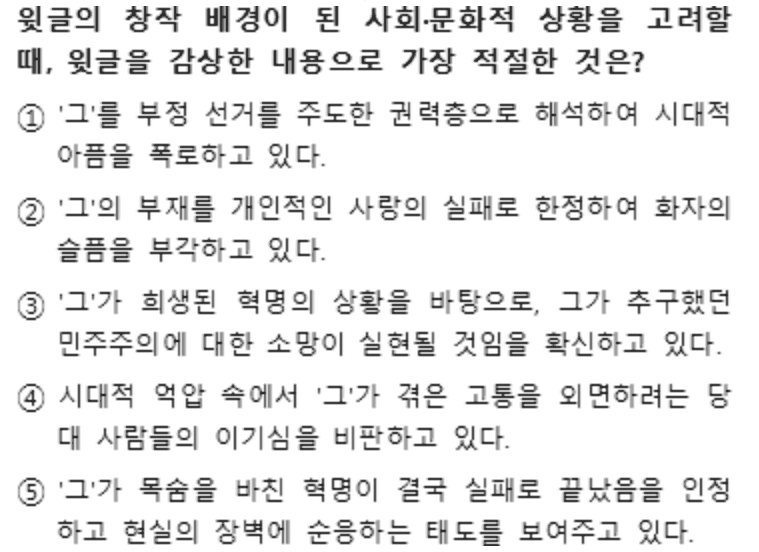 윗글의 창작 배경이 된 사회·문화적 상황을 고려할
때, 윗글을 감상한 내용으로 가장 적절한 것은?
① '그'를 부정 선거를 주도한 권력층으로 해석하여 시대적
아픔을 폭로하고 있다.
② '그'의 부재를 개인적인 사랑의 실패로 한정하여 화자의
슬픔을 부각하고 있다.
③ '그'가 희생된 혁명의 상황을 바탕으로, 그가 추구했던
민주주의에 대한 소망이 실현될 것임을 확신하고 있다.
④ 시대적 억압 속에서 '그'가 겪은 고통을 외면하려는 당
대 사람들의 이기심을 비판하고 있다.
⑤ '그'가 목숨을 바친 혁명이 결국 실패로 끝났음을 인정
하고 현실의 장벽에 순응하는 태도를 보여주고 있다.